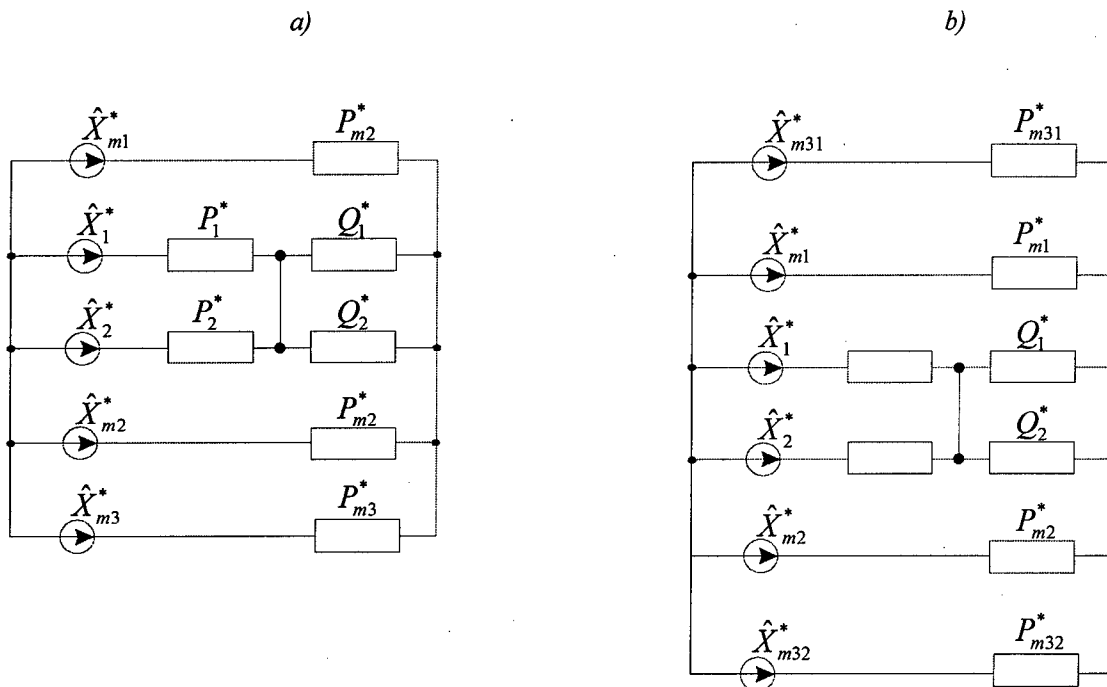 a)
X̂*m1 P*m2
X̂*1 P*1 Q*1
X̂*2 P*2 Q*2
X̂*m2 P*m2
X̂*m3 P*m3
b)
X̂*m31 P*m31
X̂*m1 P*m1
X̂*1 Q*1
X̂*2 Q*2
X̂*m2 P*m2
X̂*m32 P*m32